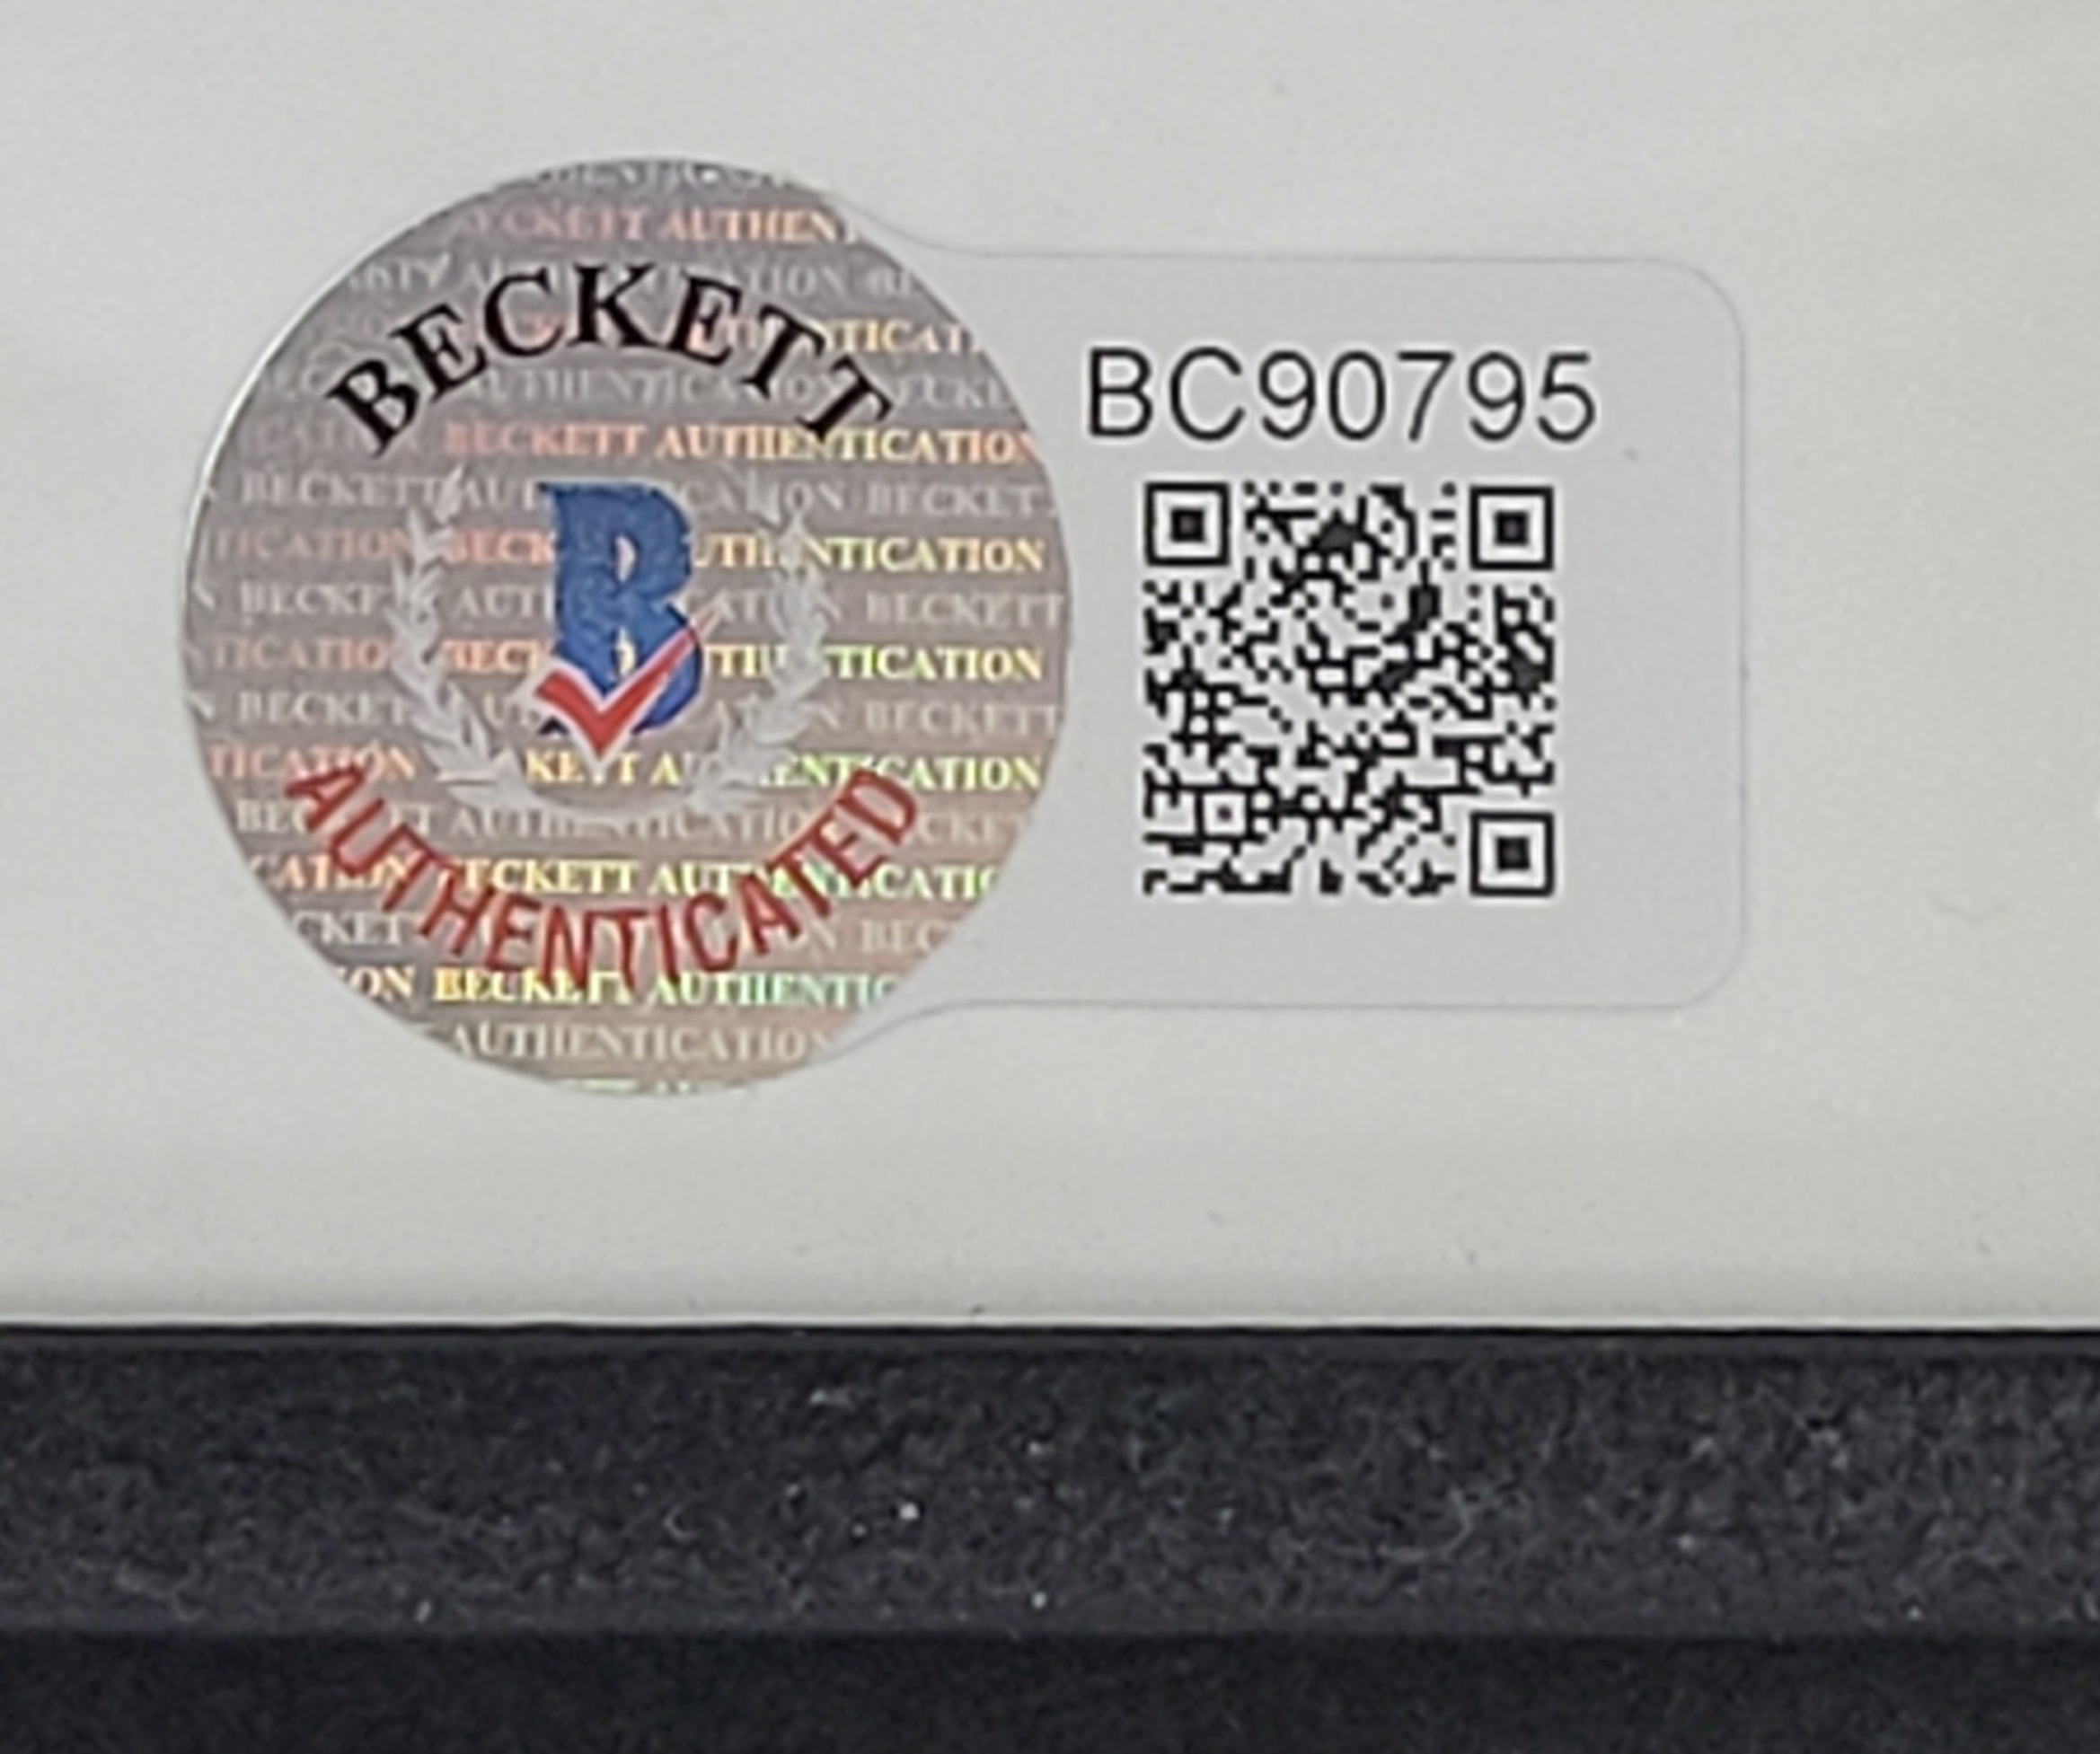 BECKETT
B
AUTHENTICATED
BC90795
BECKETT AUTHENTICATION